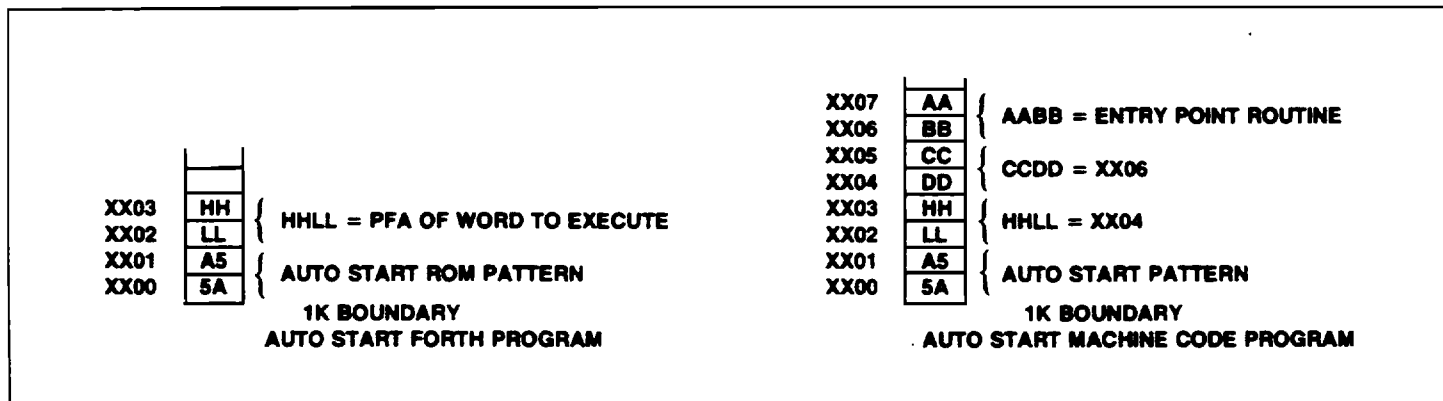 XX03 HH
HHLL = PFA OF WORD TO EXECUTE
XX02 LL
XX01 A5
AUTO START ROM PATTERN
XX00 5A
1K BOUNDARY
AUTO START FORTH PROGRAM
XX07 AA
AABB = ENTRY POINT ROUTINE
XX06 BB
XX05 CC
CCDD = XX06
XX04 DD
XX03 HH
HHLL = XX04
XX02 LL
XX01 A5
AUTO START PATTERN
XX00 5A
1K BOUNDARY
AUTO START MACHINE CODE PROGRAM